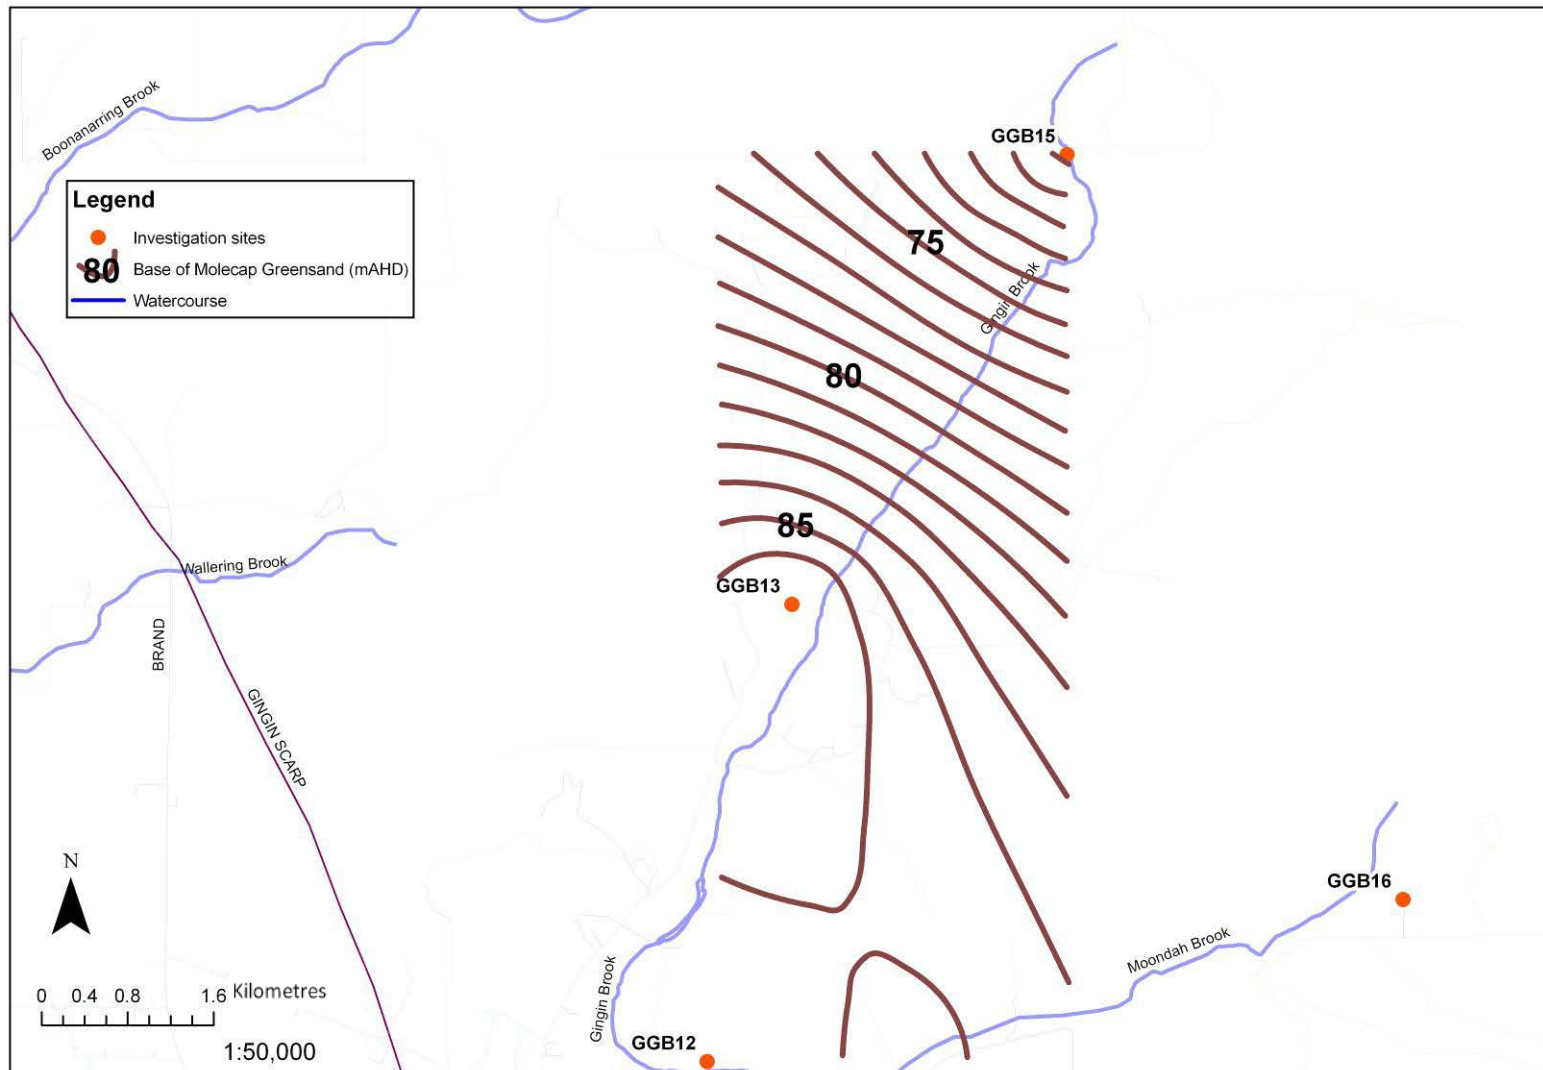 GGB15
Boonanarring Brook
Legend
Investigation sites
80 Base of Molecap Greensand (mAHD)
Watercourse
75
Gingin Brook
80
85
Wallering Brook
GGB13
BRAND
GINGIN SCARP
N
GGB16
Moondah Brook
0 0.4 0.8 1.6 Kilometres
Gingin Brook
GGB12
1:50,000